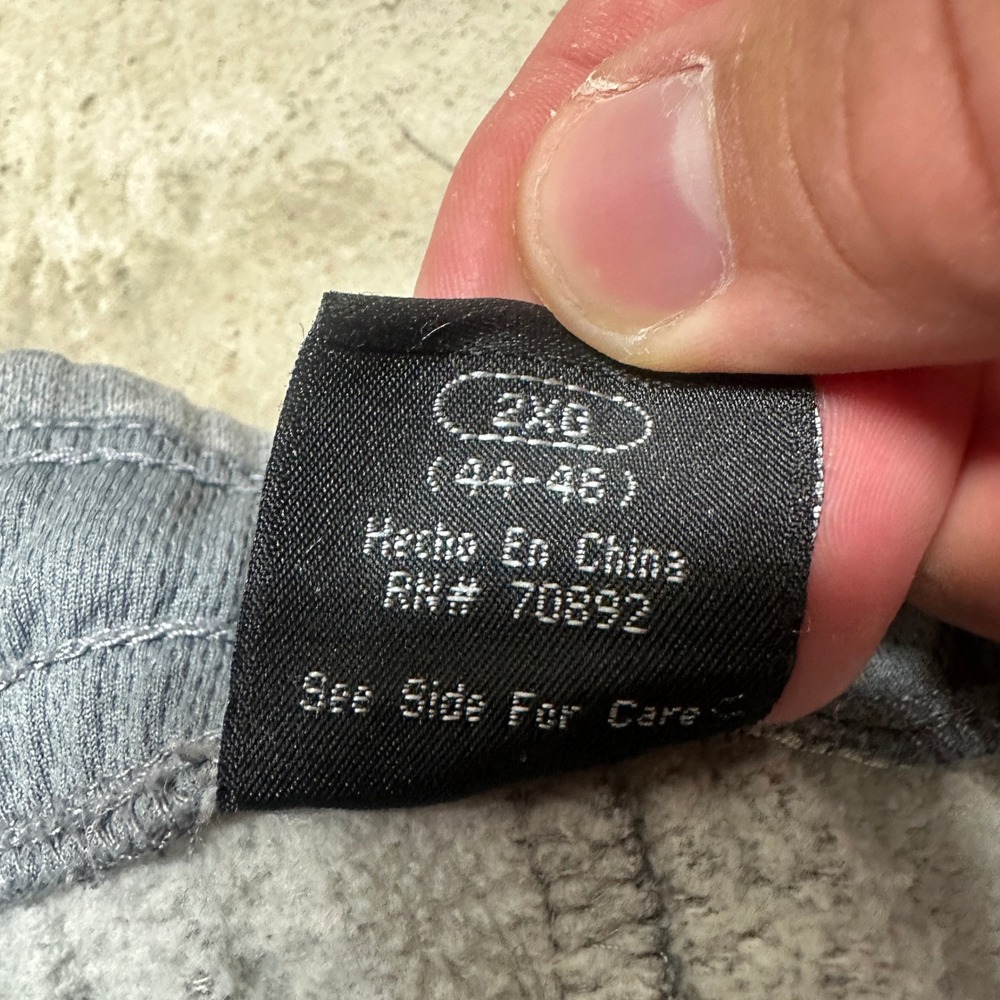 2XG
(44-46)
Hecho En China
RN# 70892
See Side For Care